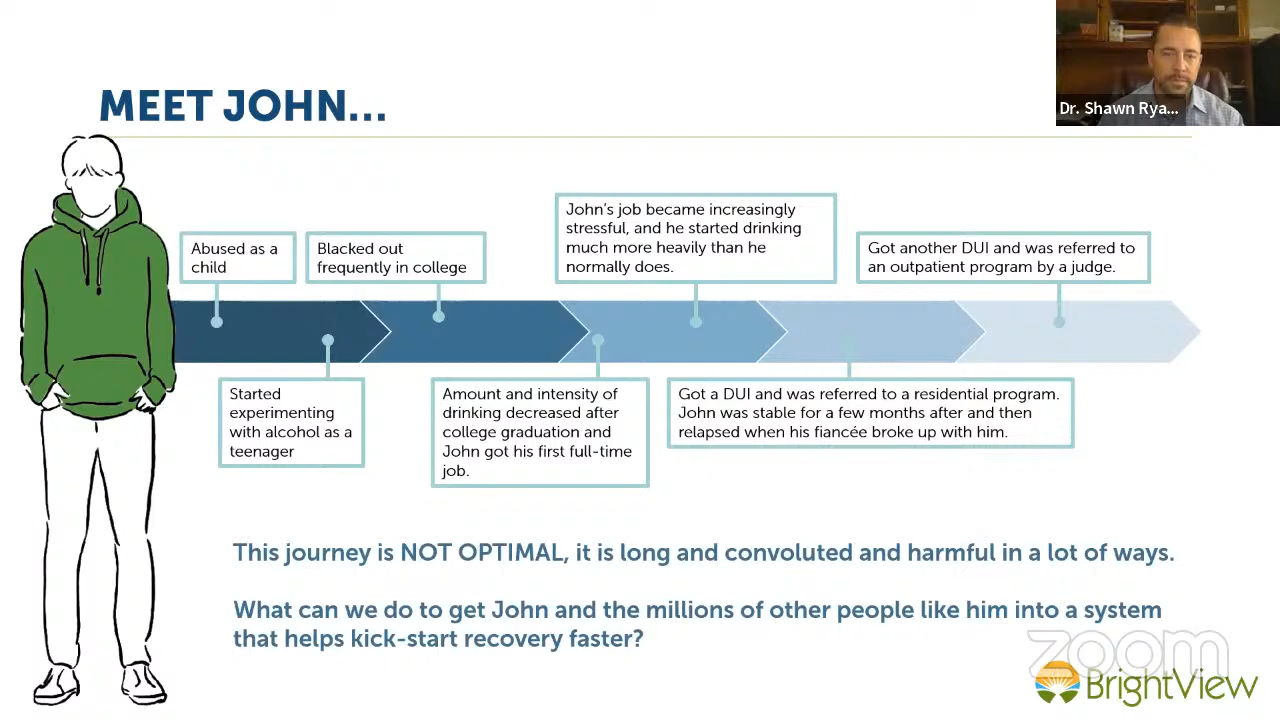 Dr. Shawn Rya...
MEET JOHN...
Abused as a
child
Blacked out
frequently in college
John's job became increasingly
stressful, and he started drinking
much more heavily than he
normally does.
Got another DUI and was referred to
an outpatient program by a judge.
Started
experimenting
with alcohol as a
teenager
Amount and intensity of
drinking decreased after
college graduation and
John got his first full-time
job.
Got a DUI and was referred to a residential program.
John was stable for a few months after and then
relapsed when his fiancée broke up with him.
This journey is NOT OPTIMAL, it is long and convoluted and harmful in a lot of ways.
What can we do to get John and the millions of other people like him into a system
that helps kick-start recovery faster?
zoom
BrightView